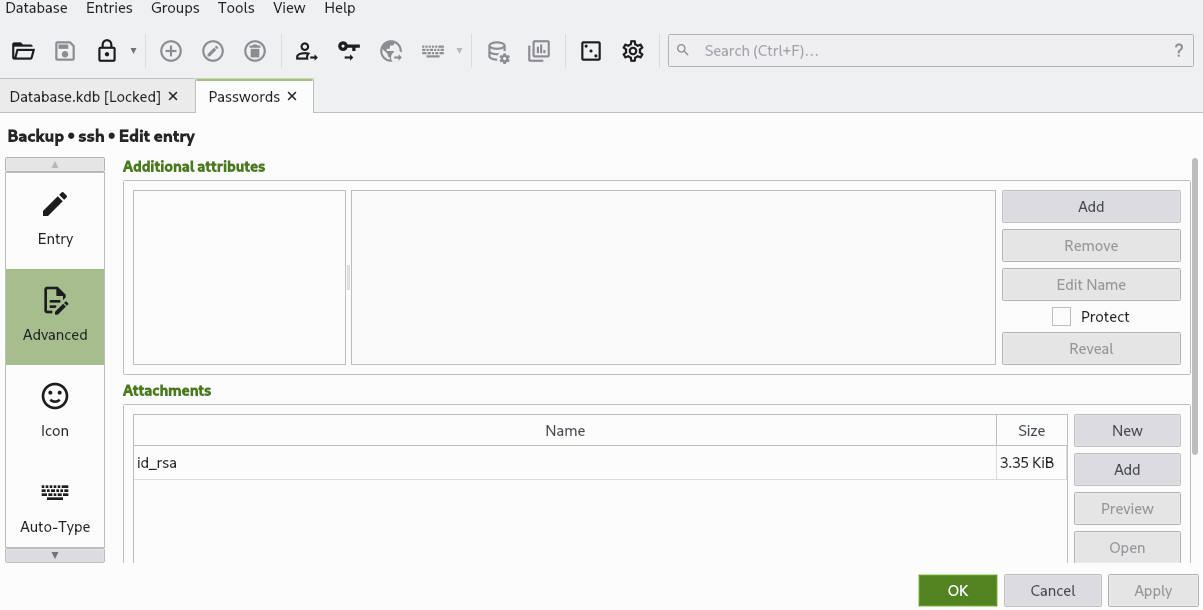 Database Entries Groups Tools View Help
Search (Ctrl+F)... ?
Database.kdb [Locked] ✕ Passwords ✕
Backup • ssh • Edit entry
Entry
Advanced
Icon
Auto-Type
Additional attributes
Add
Remove
Edit Name
Protect
Reveal
Attachments
Name Size
id_rsa 3.35 KiB
New
Add
Preview
Open
OK Cancel Apply